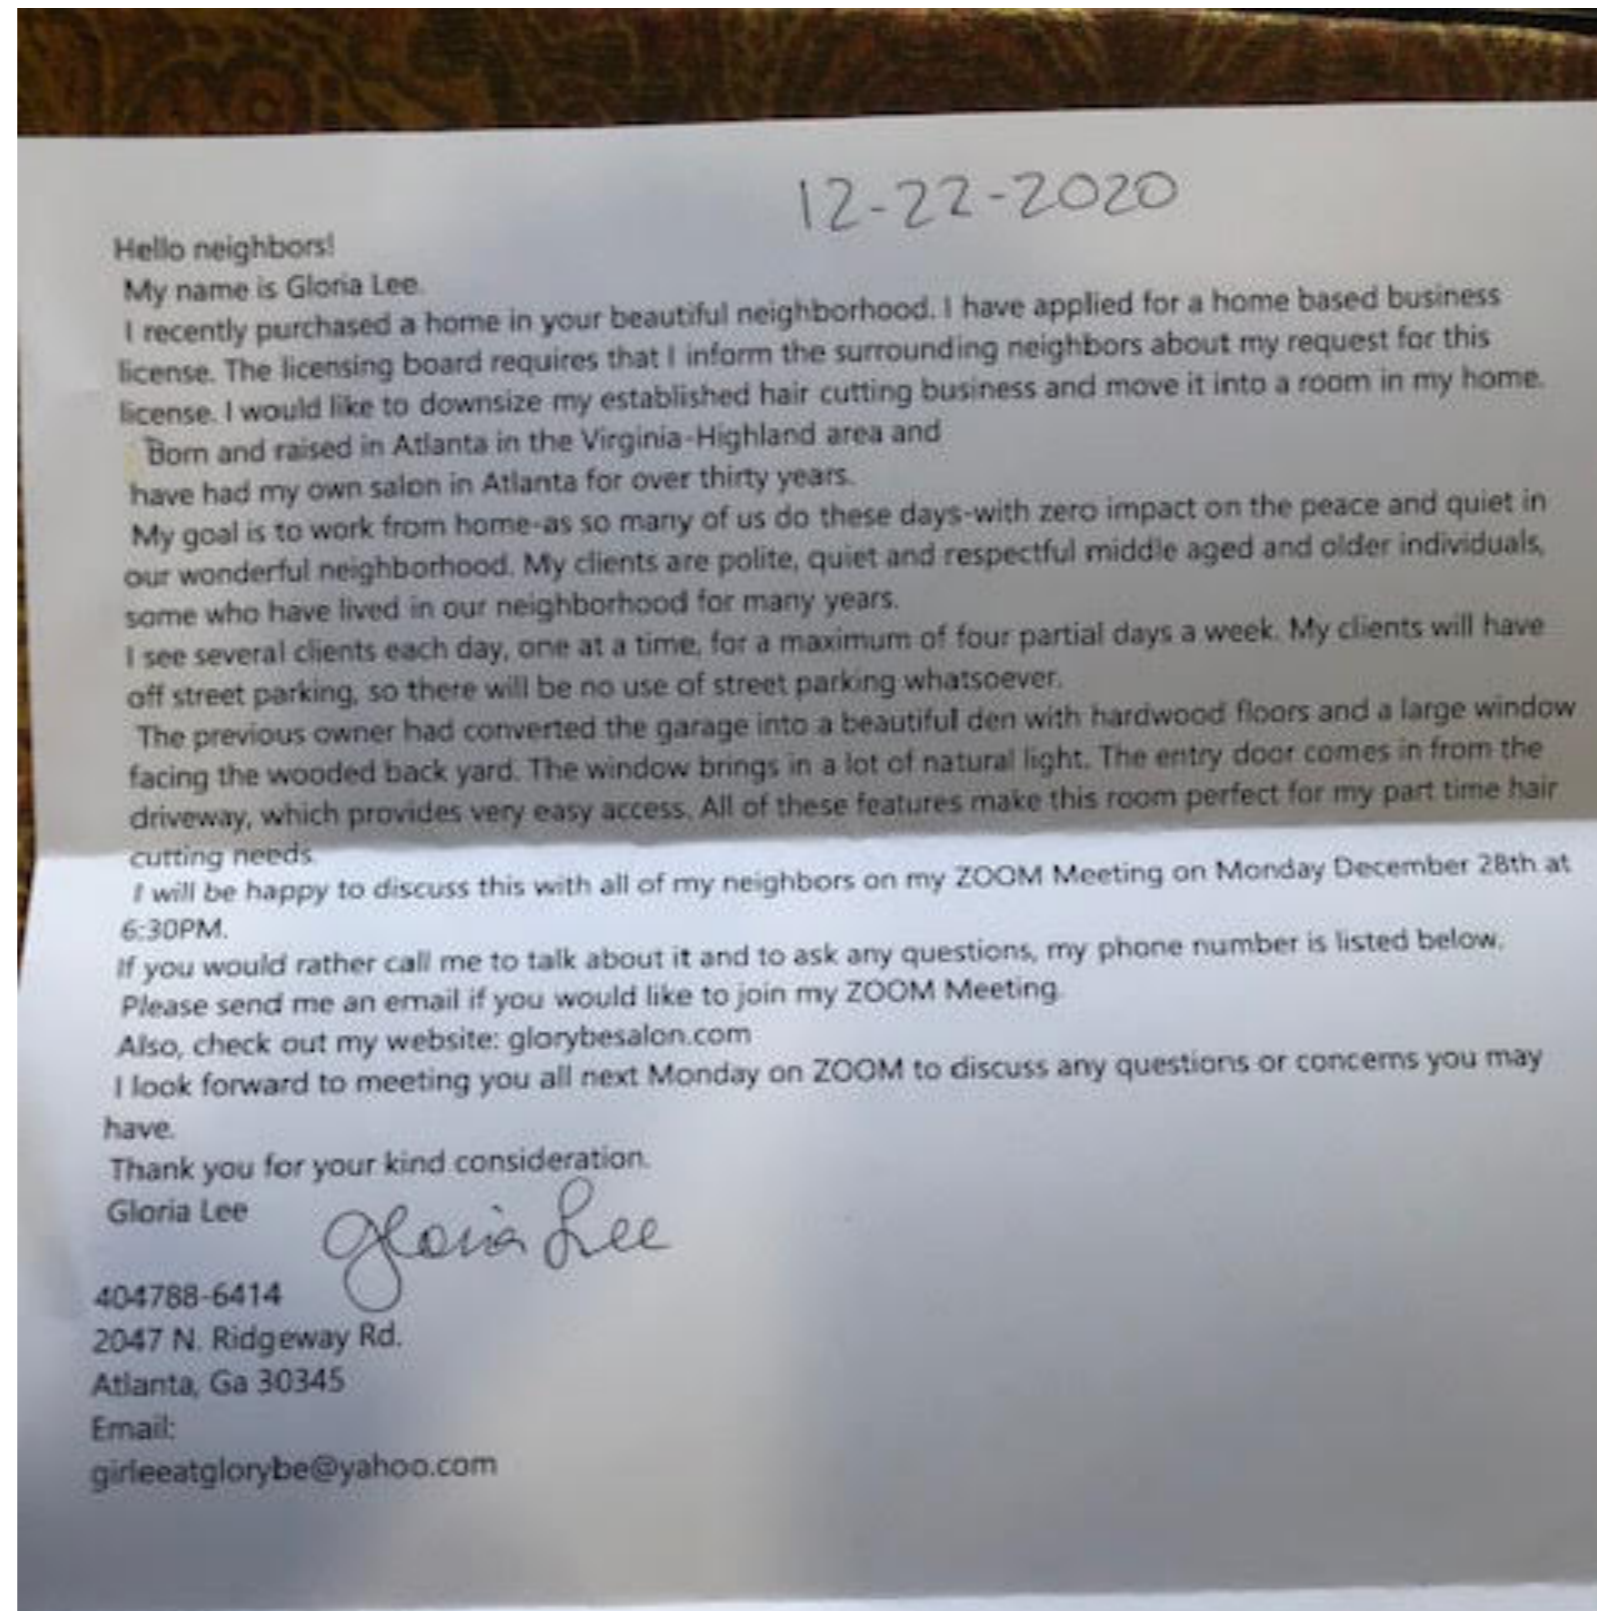 12-22-2020
Hello neighbors!
My name is Gloria Lee.
I recently purchased a home in your beautiful neighborhood. I have applied for a home based business
license. The licensing board requires that I inform the surrounding neighbors about my request for this
license. I would like to downsize my established hair cutting business and move it into a room in my home.
Born and raised in Atlanta in the Virginia-Highland area and
have had my own salon in Atlanta for over thirty years.
My goal is to work from home-as so many of us do these days-with zero impact on the peace and quiet in
our wonderful neighborhood. My clients are polite, quiet and respectful middle aged and older individuals,
some who have lived in our neighborhood for many years.
I see several clients each day, one at a time, for a maximum of four partial days a week. My clients will have
off street parking, so there will be no use of street parking whatsoever.
The previous owner had converted the garage into a beautiful den with hardwood floors and a large window
facing the wooded back yard. The window brings in a lot of natural light. The entry door comes in from the
driveway, which provides very easy access. All of these features make this room perfect for my part time hair
cutting needs.
I will be happy to discuss this with all of my neighbors on my ZOOM Meeting on Monday December 28th at
6:30PM.
If you would rather call me to talk about it and to ask any questions, my phone number is listed below.
Please send me an email if you would like to join my ZOOM Meeting.
Also, check out my website: glorybesalon.com
I look forward to meeting you all next Monday on ZOOM to discuss any questions or concerns you may
have.
Thank you for your kind consideration.
Gloria Lee
Gloria Lee
404788-6414
2047 N. Ridgeway Rd.
Atlanta, Ga 30345
Email:
girleeatglorybe@yahoo.com